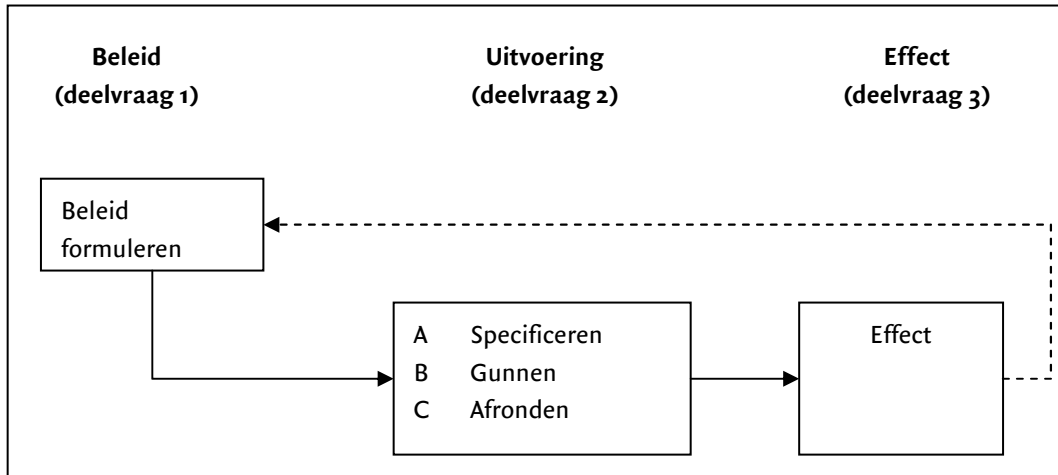 Beleid
(deelvraag 1)
Uitvoering
(deelvraag 2)
Effect
(deelvraag 3)
Beleid
formuleren
A Specificeren
B Gunnen
C Afronden
Effect